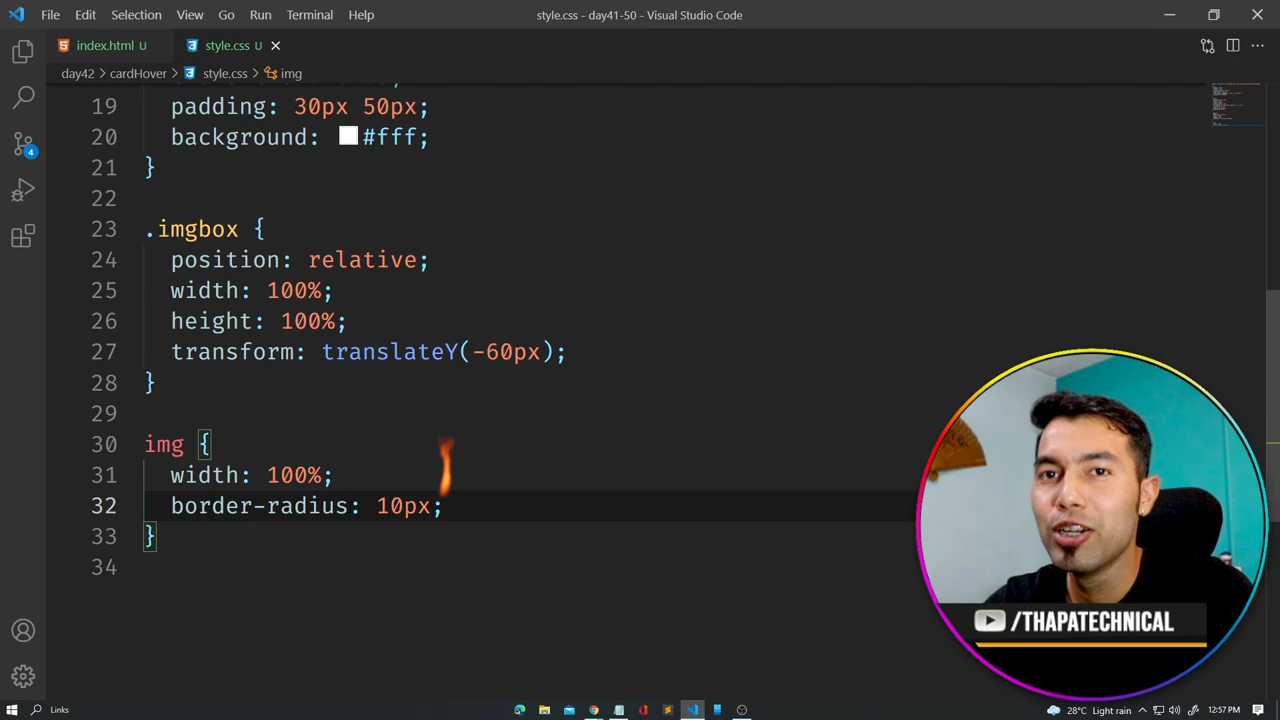 File Edit Selection View Go Run Terminal Help
style.css - day41-50 - Visual Studio Code
index.html U
style.css U
day42 > cardHover > style.css > img
19 padding: 30px 50px;
20 background: #fff;
21 }
22
23 .imgbox {
24 position: relative;
25 width: 100%;
26 height: 100%;
27 transform: translateY(-60px);
28 }
29
30 img {
31 width: 100%;
32 border-radius: 10px;
33 }
34
4
/THAPATECHNICAL
Links
28°C Light rain
12:57 PM